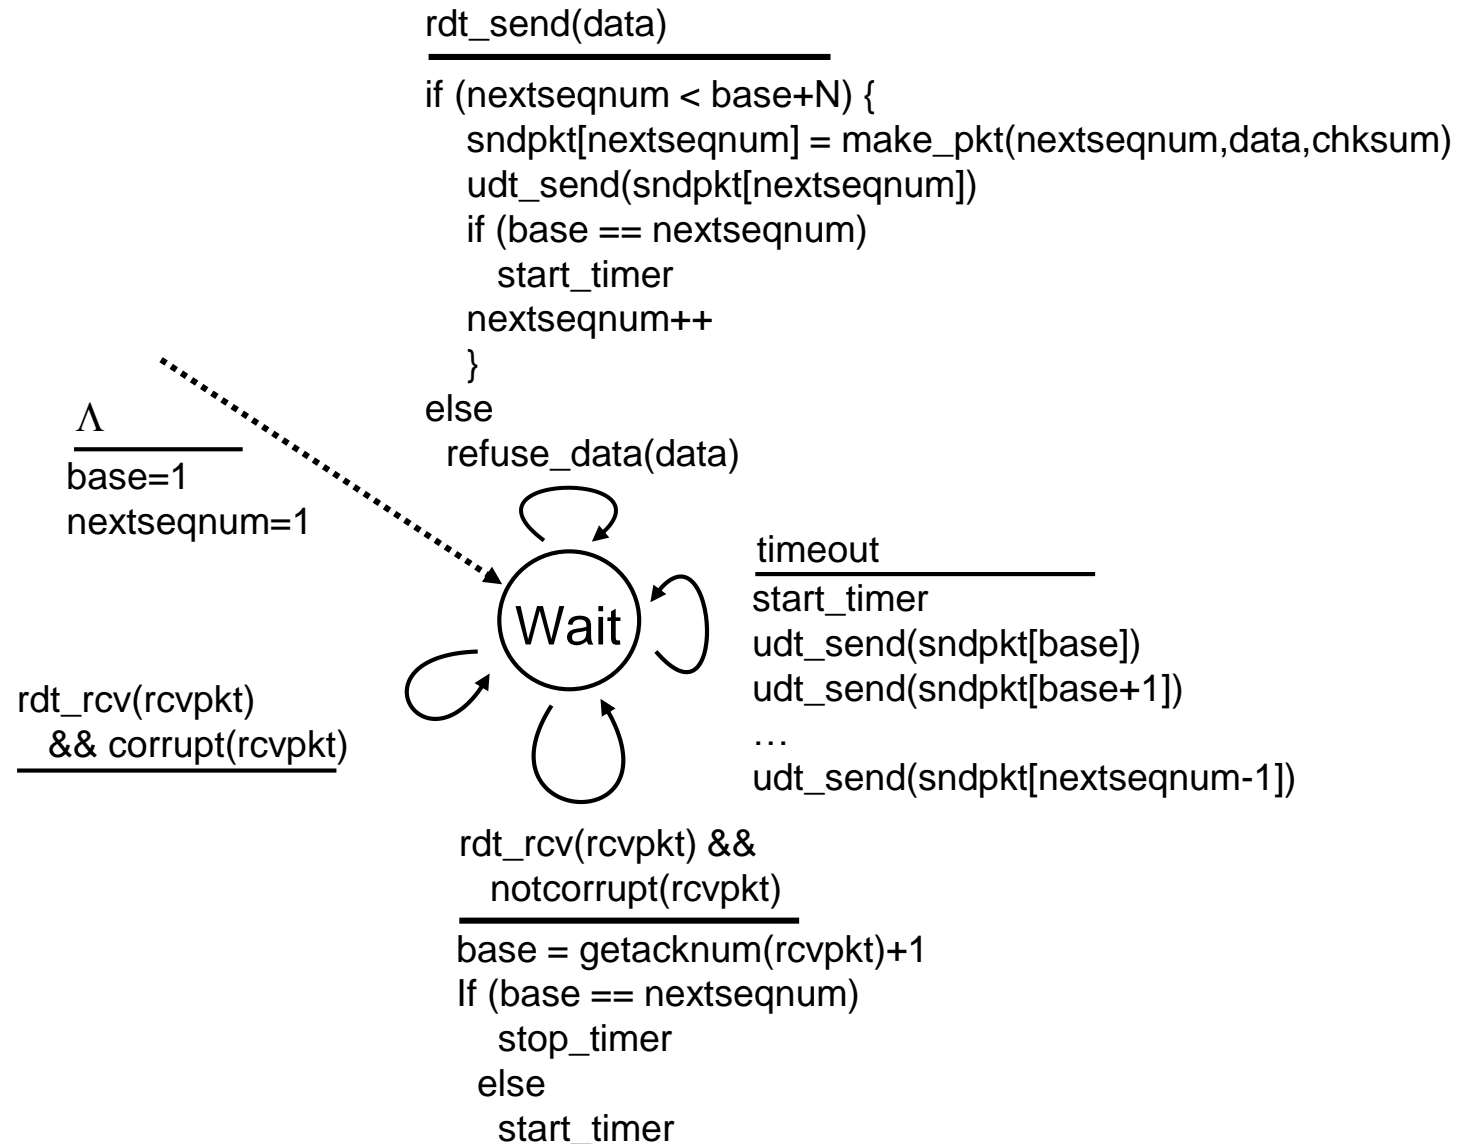 rdt_send(data)
if (nextseqnum < base+N) {
sndpkt[nextseqnum] = make_pkt(nextseqnum,data,chksum)
udt_send(sndpkt[nextseqnum])
if (base == nextseqnum)
start_timer
nextseqnum++
}
else
refuse_data(data)
Λ
base=1
nextseqnum=1
Wait
timeout
start_timer
udt_send(sndpkt[base])
udt_send(sndpkt[base+1])
…
udt_send(sndpkt[nextseqnum-1])
rdt_rcv(rcvpkt)
&& corrupt(rcvpkt)
rdt_rcv(rcvpkt) &&
notcorrupt(rcvpkt)
base = getacknum(rcvpkt)+1
If (base == nextseqnum)
stop_timer
else
start_timer